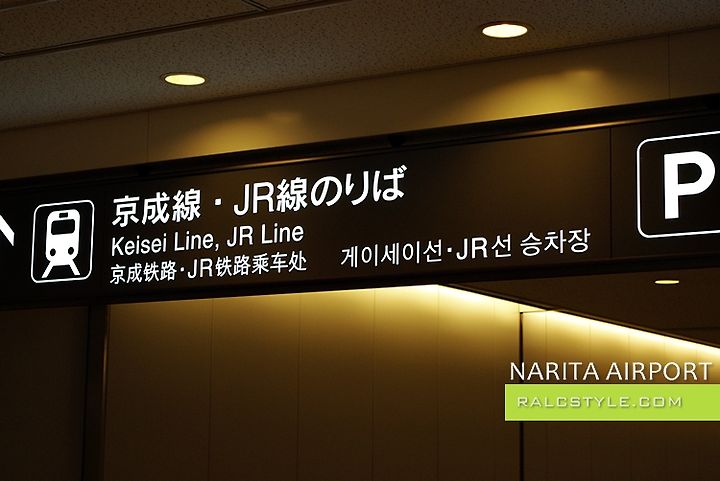 京成線・JR線のりば
Keisei Line, JR Line
京成铁路・JR铁路乘车处
게이세이선・JR선 승차장
P
NARITA AIRPORT
RALGSTYLE.COM